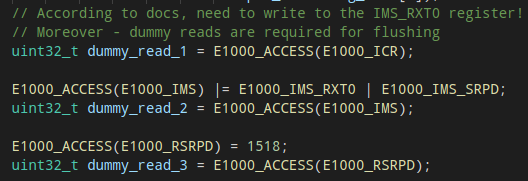 // According to docs, need to write to the IMS_RXT0 register!
// Moreover - dummy reads are required for flushing
uint32_t dummy_read_1 = E1000_ACCESS(E1000_ICR);
E1000_ACCESS(E1000_IMS) |= E1000_IMS_RXT0 | E1000_IMS_SRPD;
uint32_t dummy_read_2 = E1000_ACCESS(E1000_IMS);
E1000_ACCESS(E1000_RSRPD) = 1518;
uint32_t dummy_read_3 = E1000_ACCESS(E1000_RSRPD);